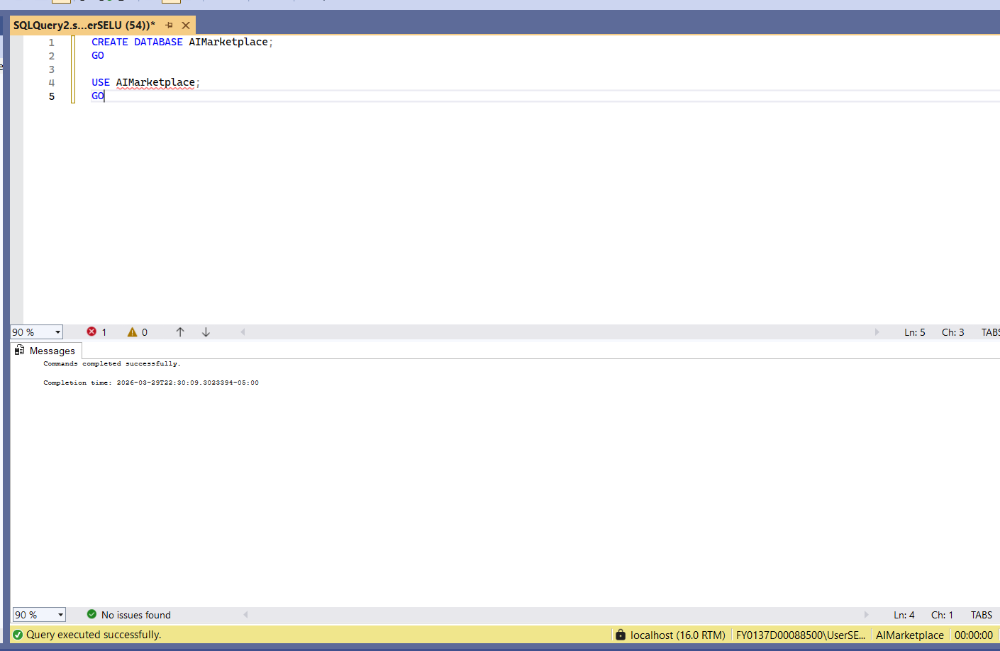 SQLQuery2.s...erSELU (54))*
1 CREATE DATABASE AIMarketplace;
2 GO
3
4 USE AIMarketplace;
5 GO
90 % 1 0 Ln: 5 Ch: 3 TABS
Messages
Commands completed successfully.
Completion time: 2026-03-29T22:30:09.3023394-05:00
90 % No issues found Ln: 4 Ch: 1 TABS
Query executed successfully. localhost (16.0 RTM) FY0137D00088500\UserSE... AIMarketplace 00:00:00